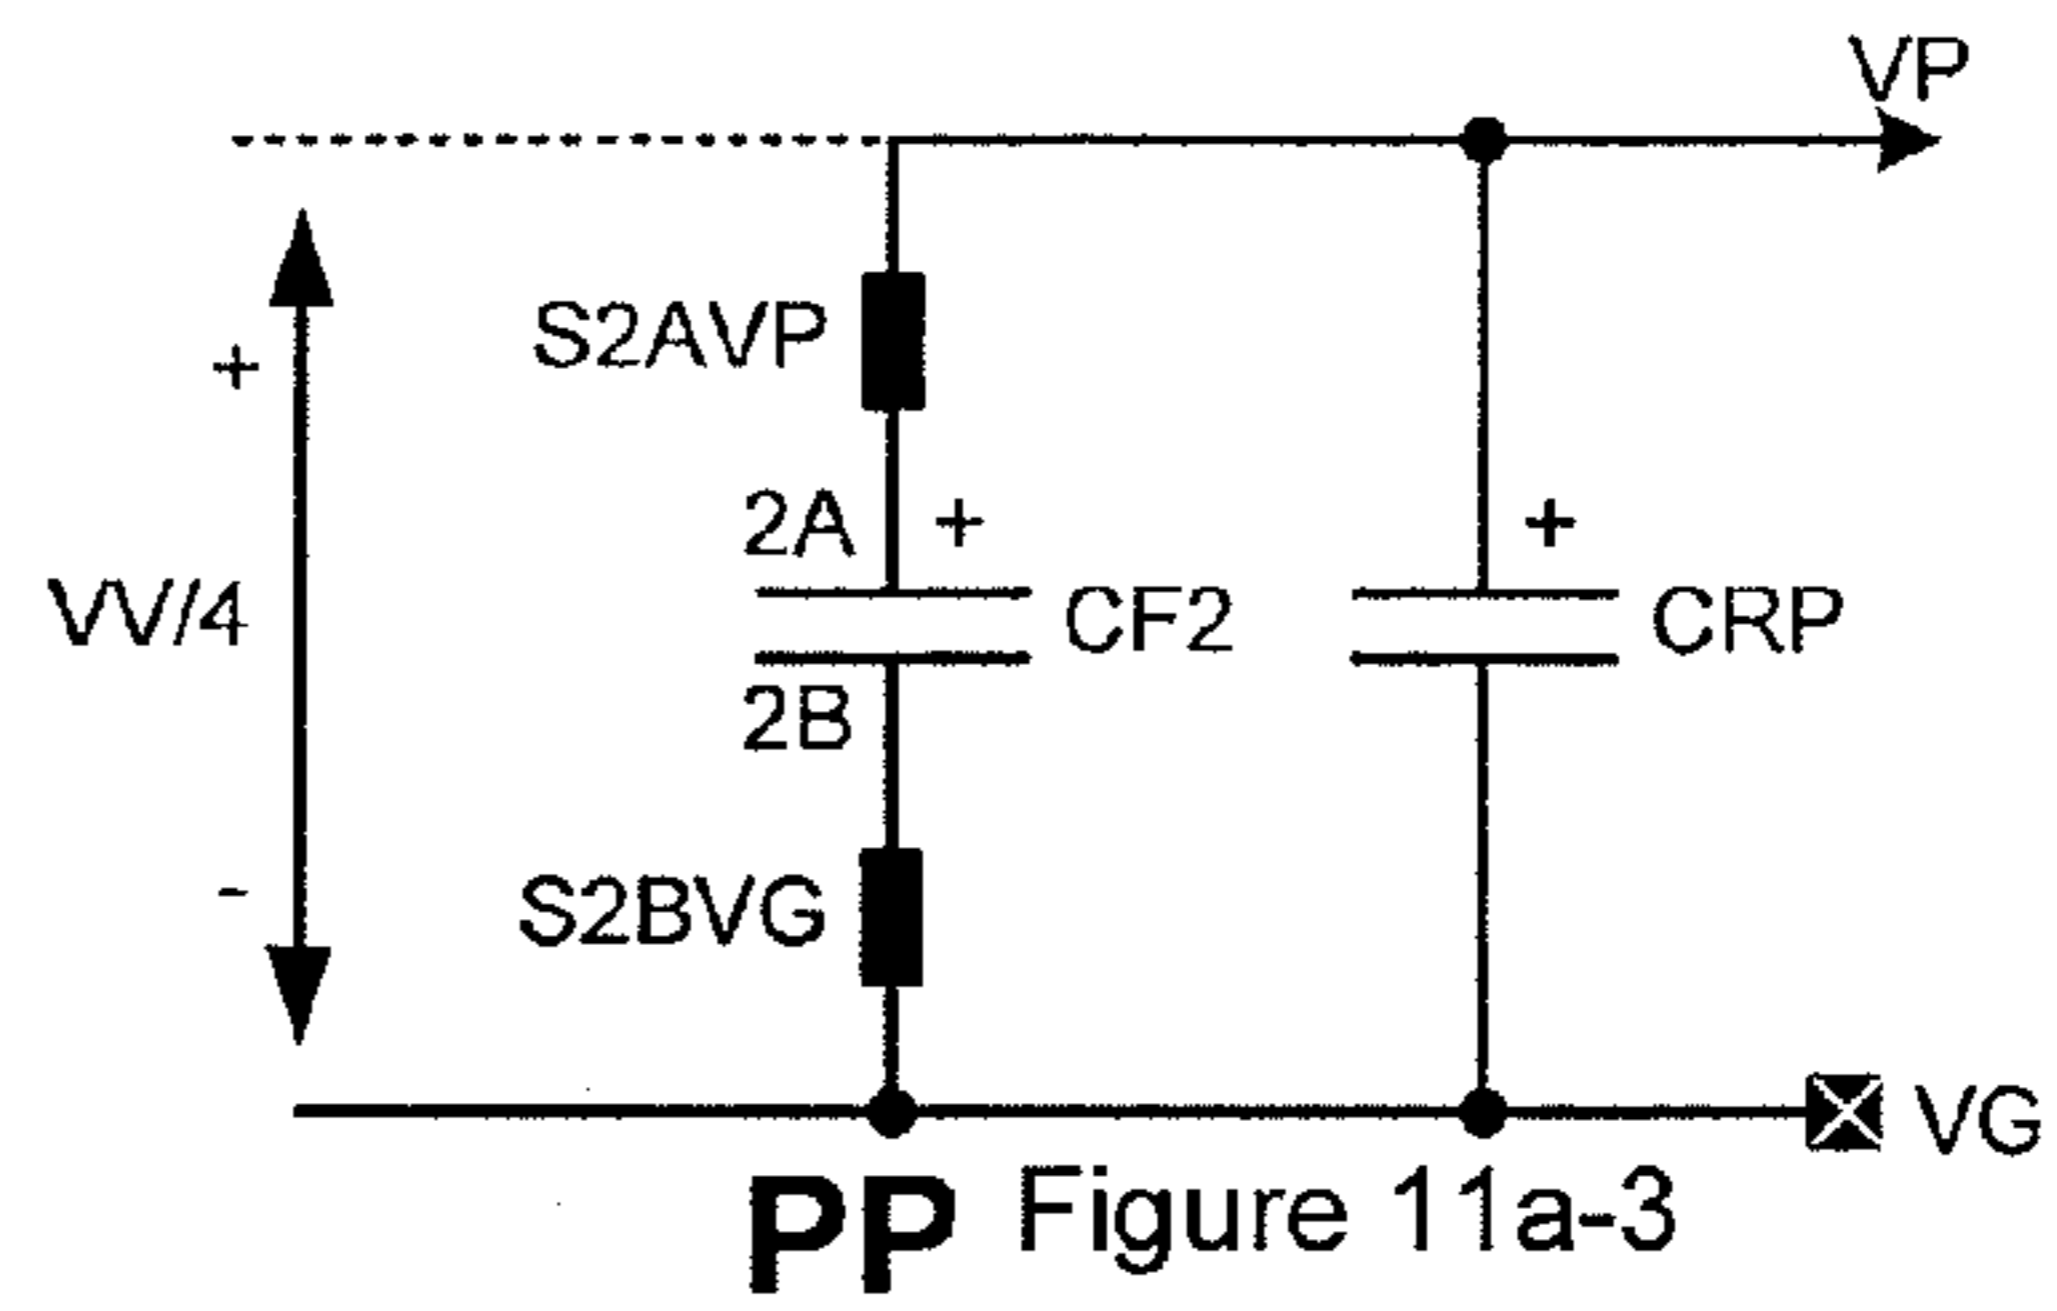 VP
S2AVP
+
2A + +
VV/4 CF2 CRP
2B
- S2BVG
VG
PP Figure 11a-3